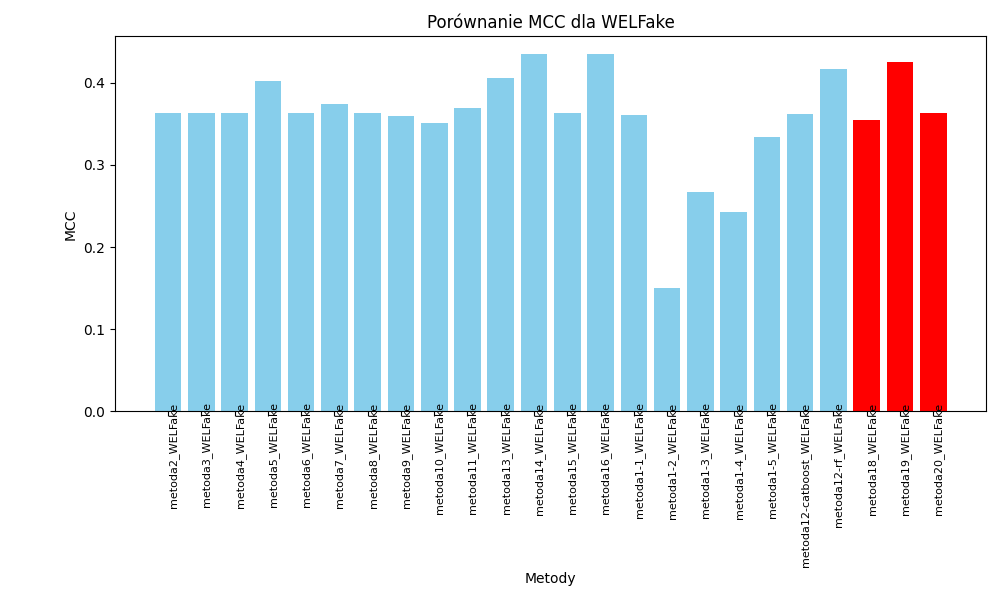 Porównanie MCC dla WELFake
MCC
0.4
0.3
0.2
0.1
0.0
metoda2_WELFake
metoda3_WELFake
metoda4_WELFake
metoda5_WELFake
metoda6_WELFake
metoda7_WELFake
metoda8_WELFake
metoda9_WELFake
metoda10_WELFake
metoda11_WELFake
metoda13_WELFake
metoda14_WELFake
metoda15_WELFake
metoda16_WELFake
metoda1-1_WELFake
metoda1-2_WELFake
metoda1-3_WELFake
metoda1-4_WELFake
metoda1-5_WELFake
metoda12-catboost_WELFake
metoda12-rf_WELFake
metoda18_WELFake
metoda19_WELFake
metoda20_WELFake
Metody